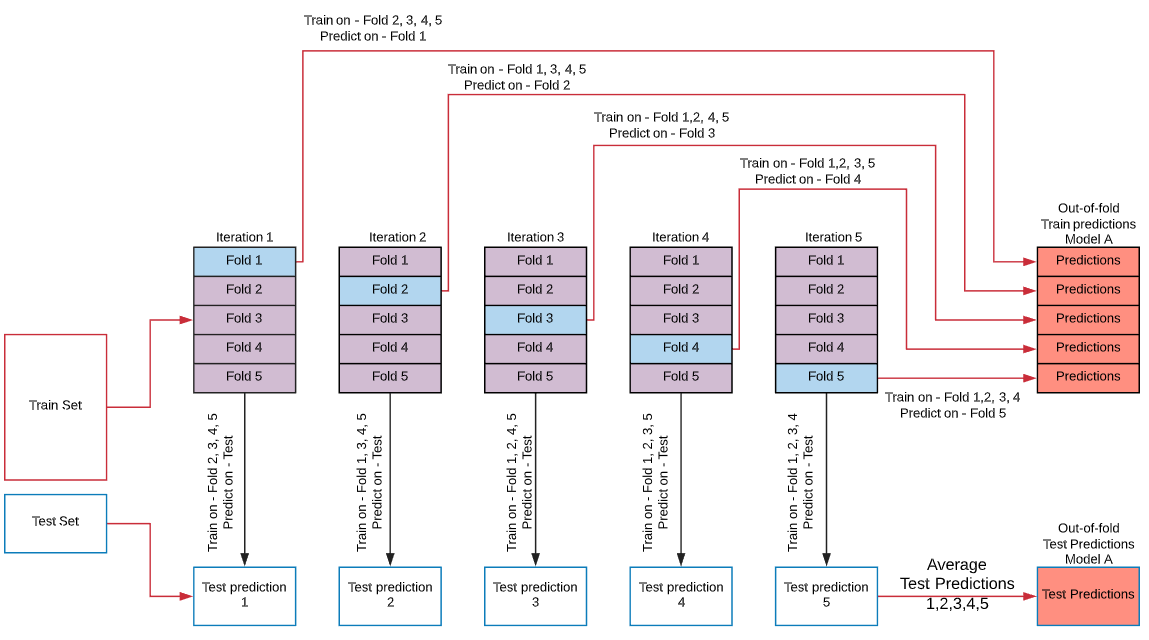 Train on - Fold 2, 3, 4, 5
Predict on - Fold 1
Train on - Fold 1, 3, 4, 5
Predict on - Fold 2
Train on - Fold 1,2, 4, 5
Predict on - Fold 3
Train on - Fold 1,2, 3, 5
Predict on - Fold 4
Out-of-fold
Train predictions
Model A
Iteration 1
Fold 1
Fold 2
Fold 3
Fold 4
Fold 5
Iteration 2
Fold 1
Fold 2
Fold 3
Fold 4
Fold 5
Iteration 3
Fold 1
Fold 2
Fold 3
Fold 4
Fold 5
Iteration 4
Fold 1
Fold 2
Fold 3
Fold 4
Fold 5
Iteration 5
Fold 1
Fold 2
Fold 3
Fold 4
Fold 5
Predictions
Predictions
Predictions
Predictions
Predictions
Train on - Fold 1,2, 3, 4
Predict on - Fold 5
Train Set
Test Set
Train on - Fold 2, 3, 4, 5
Predict on - Test
Train on - Fold 1, 3, 4, 5
Predict on - Test
Train on - Fold 1, 2, 4, 5
Predict on - Test
Train on - Fold 1, 2, 3, 5
Predict on - Test
Train on - Fold 1, 2, 3, 4
Predict on - Test
Test prediction
1
Test prediction
2
Test prediction
3
Test prediction
4
Test prediction
5
Average
Test Predictions
1,2,3,4,5
Out-of-fold
Test Predictions
Model A
Test Predictions